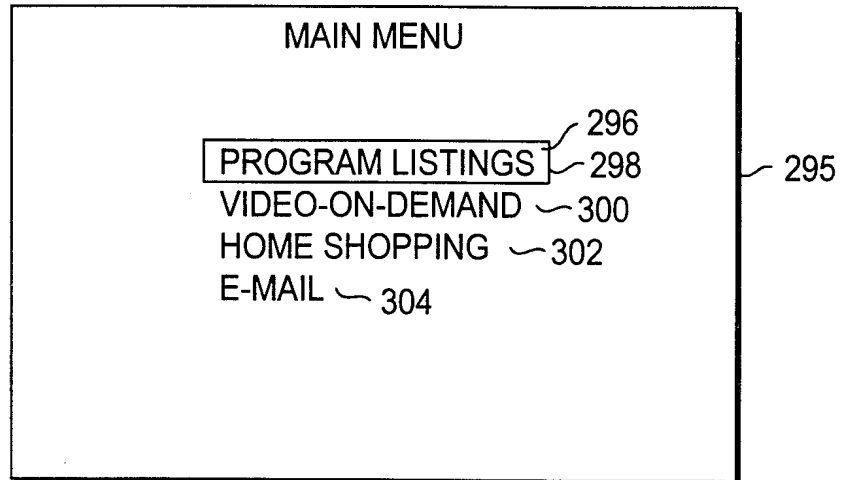 MAIN MENU
296
PROGRAM LISTINGS 298
295
VIDEO-ON-DEMAND 300
HOME SHOPPING 302
E-MAIL 304